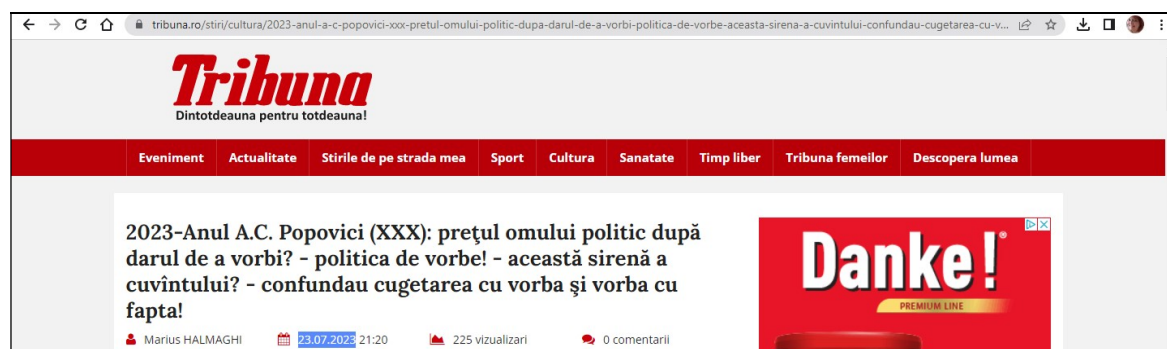 tribuna.ro/stiri/cultura/2023-anul-a-c-popovici-xxx-pretul-omului-politic-dupa-darul-de-a-vorbi-politica-de-vorbe-aceasta-sirena-a-cuvintului-confundau-cugetarea-cu-v...
Tribuna
Dintotdeauna pentru totdeauna!
Eveniment Actualitate Stirile de pe strada mea Sport Cultura Sanatate Timp liber Tribuna femeilor Descopera lumea
2023-Anul A.C. Popovici (XXX): preţul omului politic după
darul de a vorbi? - politica de vorbe! - această sirenă a
cuvîntului? - confundau cugetarea cu vorba şi vorba cu
fapta!
Marius HALMAGHI 23.07.2023 21:20 225 vizualizari 0 comentarii
Danke!
PREMIUM LINE